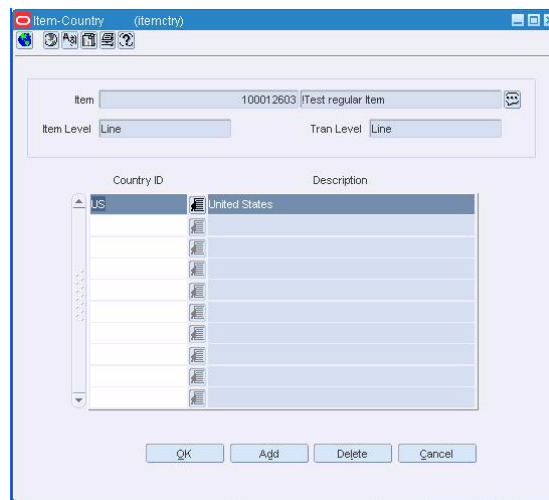 Item-Country (itemctry)
Item 100012603 !Test regular Item
Item Level Line Tran Level Line
Country ID Description
US United States
OK Add Delete Cancel